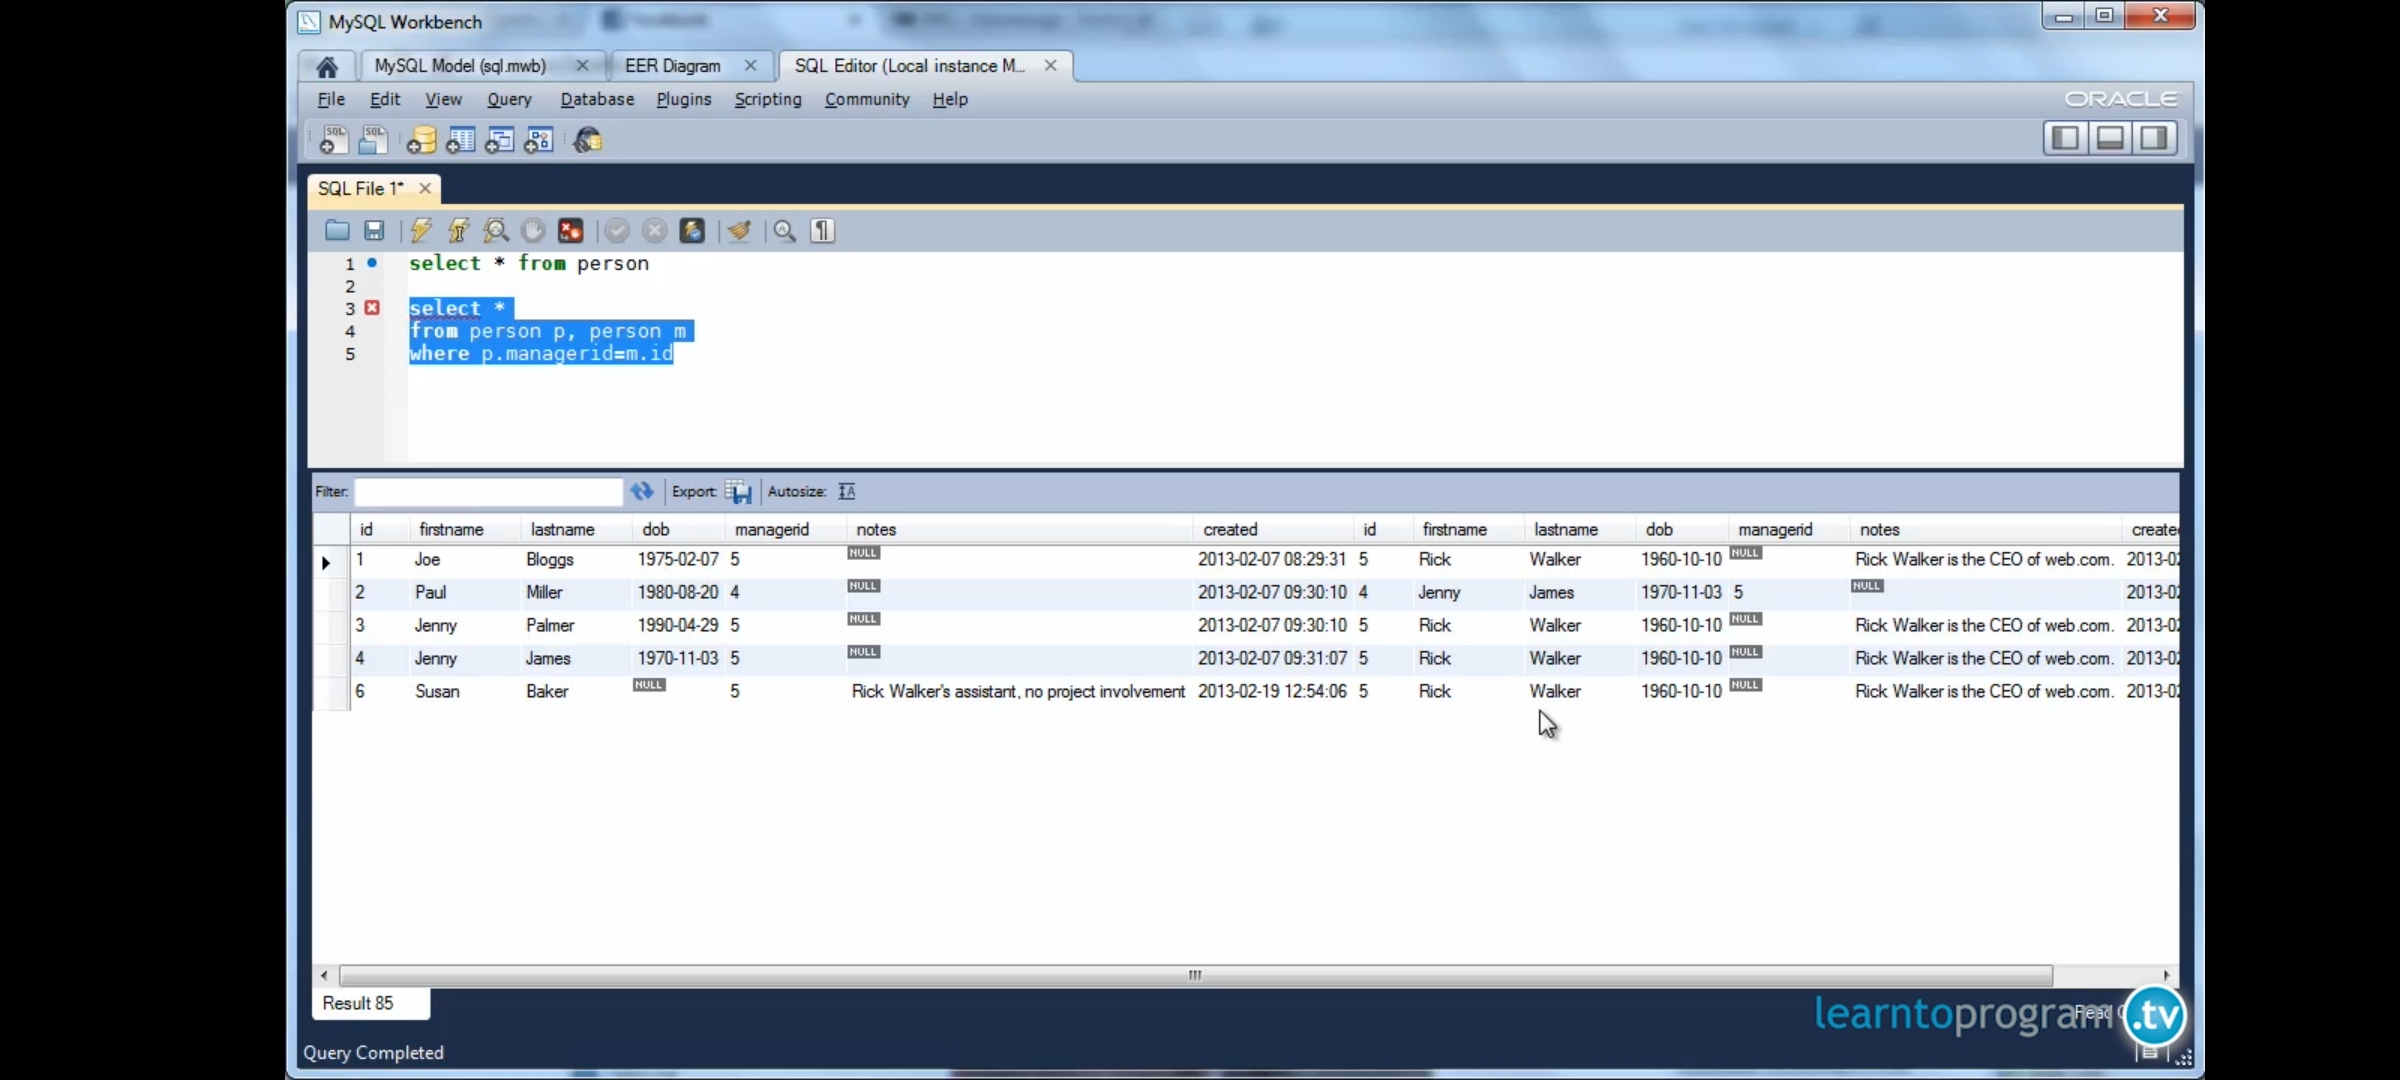 MySQL Workbench
MySQL Model (sql.mwb) EER Diagram SQL Editor (Local instance M...
File Edit View Query Database Plugins Scripting Community Help
ORACLE
SQL SQL
SQL File 1*
1 select * from person
2
3 select *
4 from person p, person m
5 where p.managerid=m.id
Filter: Export: Autosize:
id firstname lastname dob managerid notes created id firstname lastname dob managerid notes create
1 Joe Bloggs 1975-02-07 5 NULL 2013-02-07 08:29:31 5 Rick Walker 1960-10-10 NULL Rick Walker is the CEO of web.com. 2013-02
2 Paul Miller 1980-08-20 4 NULL 2013-02-07 09:30:10 4 Jenny James 1970-11-03 5 NULL 2013-02
3 Jenny Palmer 1990-04-29 5 NULL 2013-02-07 09:30:10 5 Rick Walker 1960-10-10 NULL Rick Walker is the CEO of web.com. 2013-02
4 Jenny James 1970-11-03 5 NULL 2013-02-07 09:31:07 5 Rick Walker 1960-10-10 NULL Rick Walker is the CEO of web.com. 2013-02
6 Susan Baker NULL 5 Rick Walker's assistant, no project involvement 2013-02-19 12:54:06 5 Rick Walker 1960-10-10 NULL Rick Walker is the CEO of web.com. 2013-02
Result 85
learntoprogram.tv
Query Completed